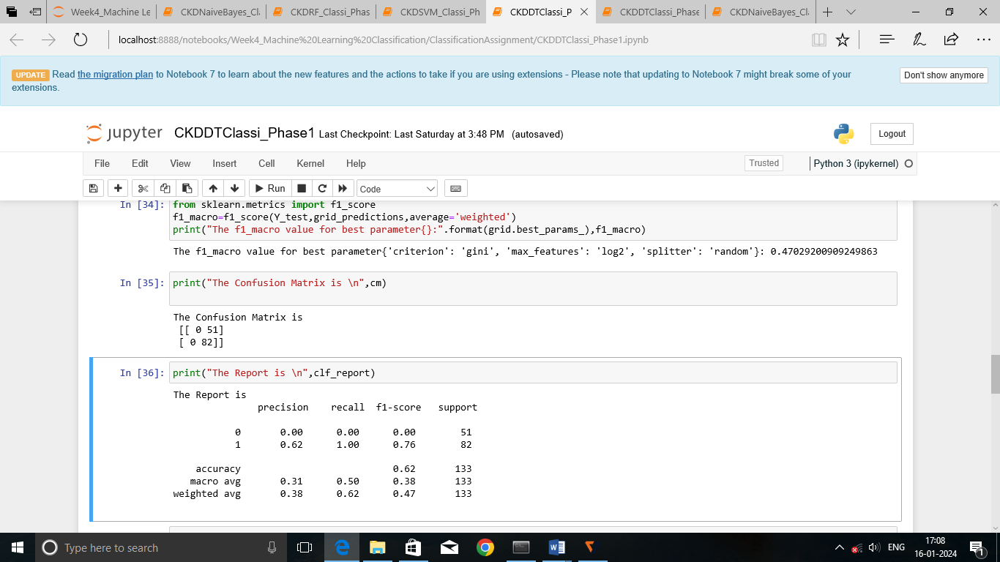 Week4_Machine Le
CKDNaiveBayes_Cl
CKDRF_Classi_Phas
CKDSVM_Classi_Ph
CKDDTClassi_P
CKDDTClassi_Phase
CKDNaiveBayes_Cl
localhost:8888/notebooks/Week4_Machine%20Learning%20Classification/ClassificationAssignment/CKDDTClassi_Phase1.ipynb
UPDATE Read the migration plan to Notebook 7 to learn about the new features and the actions to take if you are using extensions - Please note that updating to Notebook 7 might break some of your
extensions.
Don't show anymore
jupyter CKDDTClassi_Phase1 Last Checkpoint: Last Saturday at 3:48 PM (autosaved)
Logout
File Edit View Insert Cell Kernel Help
Trusted
Python 3 (ipykernel)
Run
Code
In [34]: from sklearn.metrics import f1_score
f1_macro=f1_score(Y_test,grid_predictions,average='weighted')
print("The f1_macro value for best parameter{}:".format(grid.best_params_),f1_macro)
The f1_macro value for best parameter{'criterion': 'gini', 'max_features': 'log2', 'splitter': 'random'}: 0.47029200909249863
In [35]: print("The Confusion Matrix is \n",cm)
The Confusion Matrix is
[[ 0 51]
[ 0 82]]
In [36]: print("The Report is \n",clf_report)
The Report is
precision recall f1-score support
0 0.00 0.00 0.00 51
1 0.62 1.00 0.76 82
accuracy 0.62 133
macro avg 0.31 0.50 0.38 133
weighted avg 0.38 0.62 0.47 133
Type here to search
ENG
17:08
16-01-2024
1